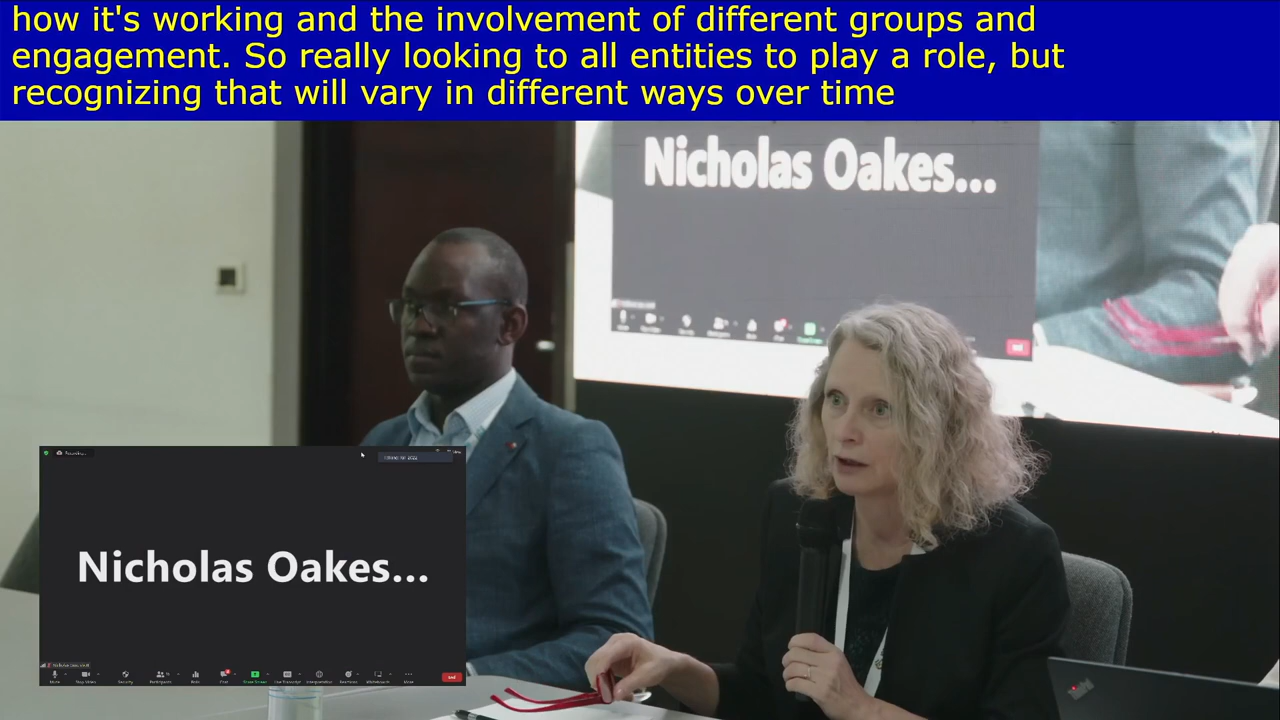 how it's working and the involvement of different groups and
engagement. So really looking to all entities to play a role, but
recognizing that will vary in different ways over time
Nicholas Oakes...
Nicholas Oakes...